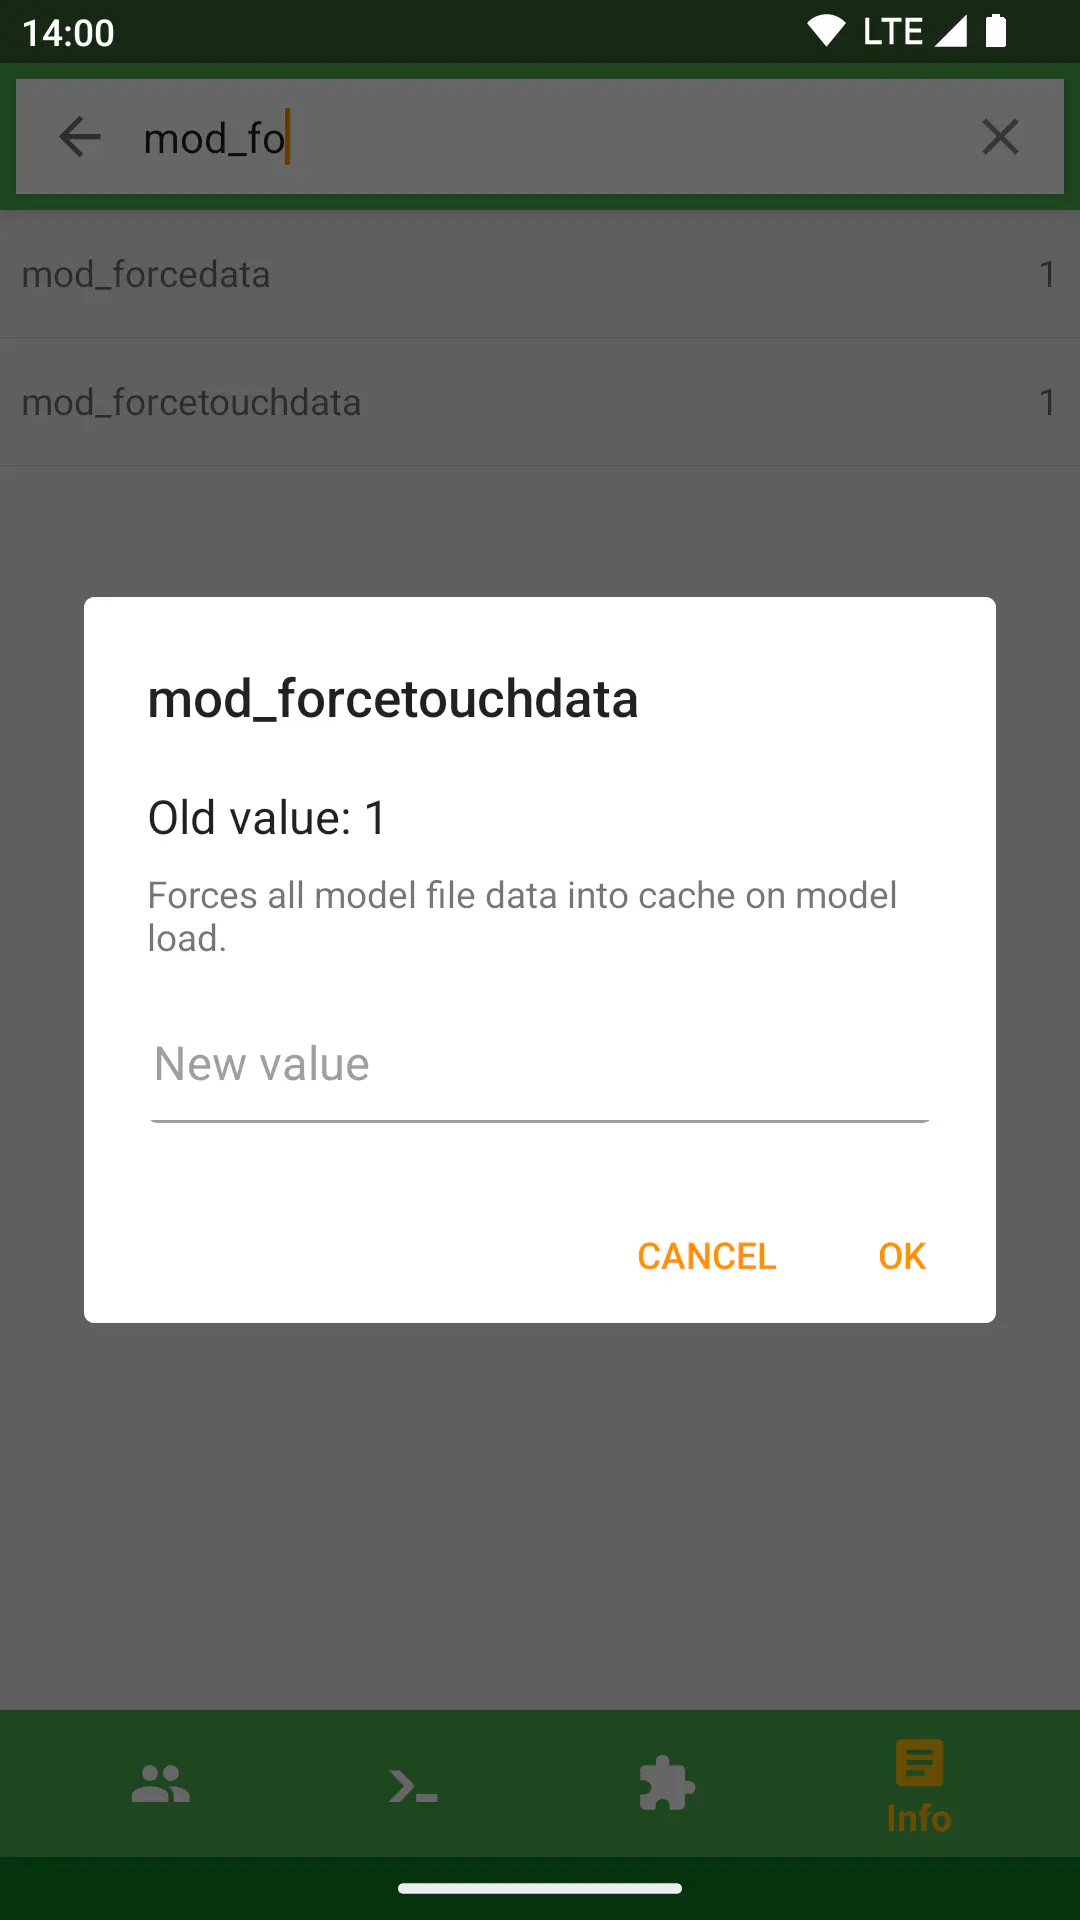 14:00 LTE
mod_fo
mod_forcedata 1
mod_forcetouchdata 1
mod_forcetouchdata
Old value: 1
Forces all model file data into cache on model
load.
New value
CANCEL OK
Info